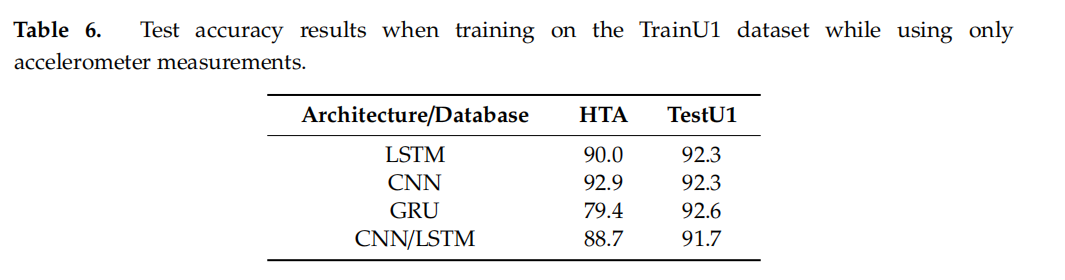 Table 6. Test accuracy results when training on the TrainU1 dataset while using only
accelerometer measurements.
Architecture/Database HTA TestU1
LSTM 90.0 92.3
CNN 92.9 92.3
GRU 79.4 92.6
CNN/LSTM 88.7 91.7